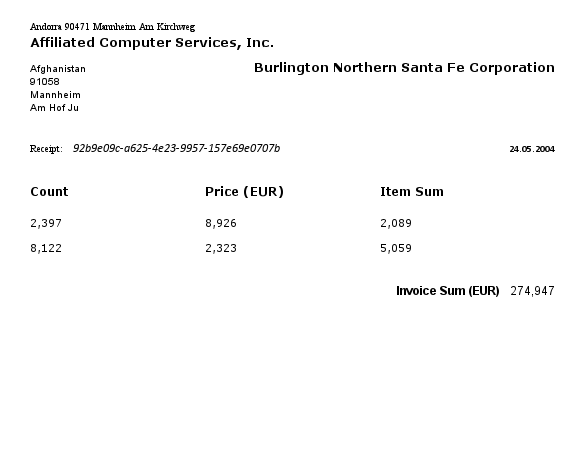 Andorra 90471 Mannheim Am Kirchweg
Affiliated Computer Services, Inc.
Burlington Northern Santa Fe Corporation
Afghanistan
91058
Mannheim
Am Hof Ju
Receipt: 92b9e09c-a625-4e23-9957-157e69e0707b 24.05.2004
Count Price (EUR) Item Sum
2,397 8,926 2,089
8,122 2,323 5,059
Invoice Sum (EUR) 274,947